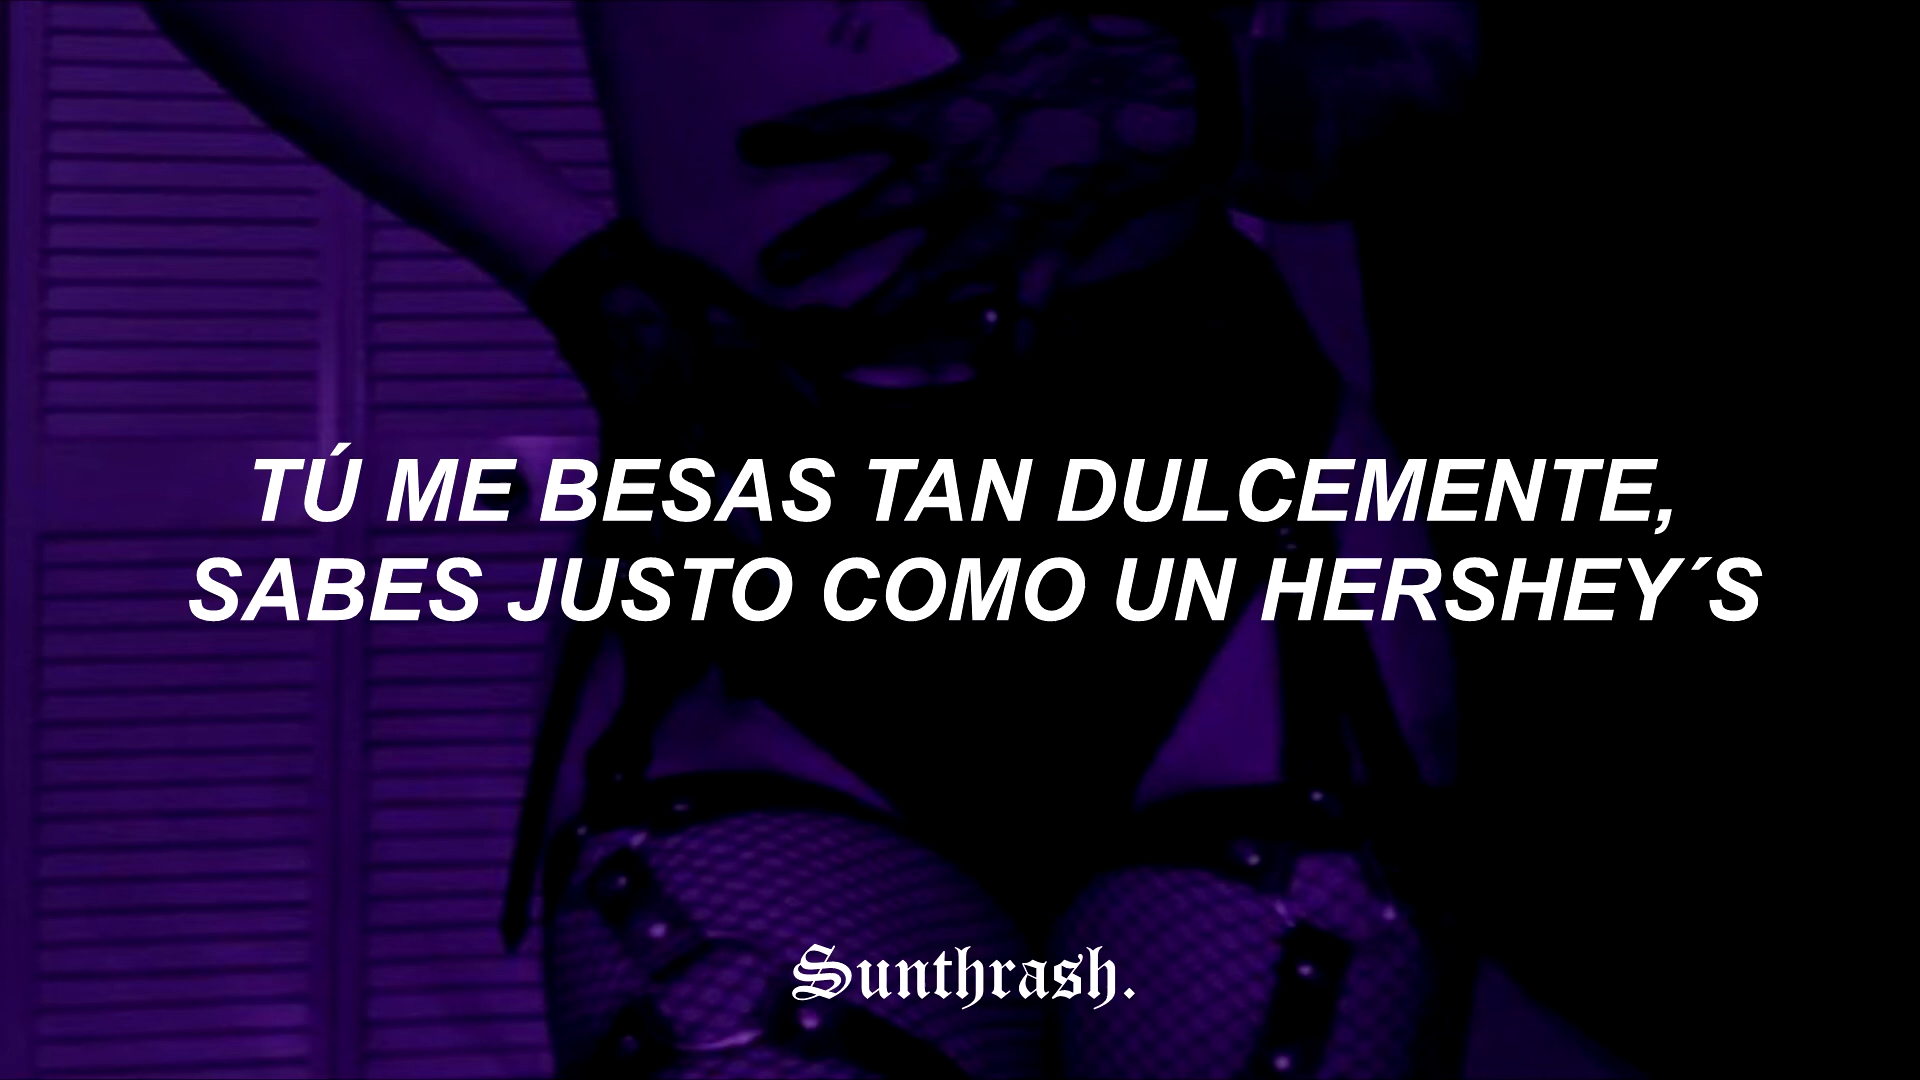 TÚ ME BESAS TAN DULCEMENTE,
SABES JUSTO COMO UN HERSHEY´S
Sunthrash.